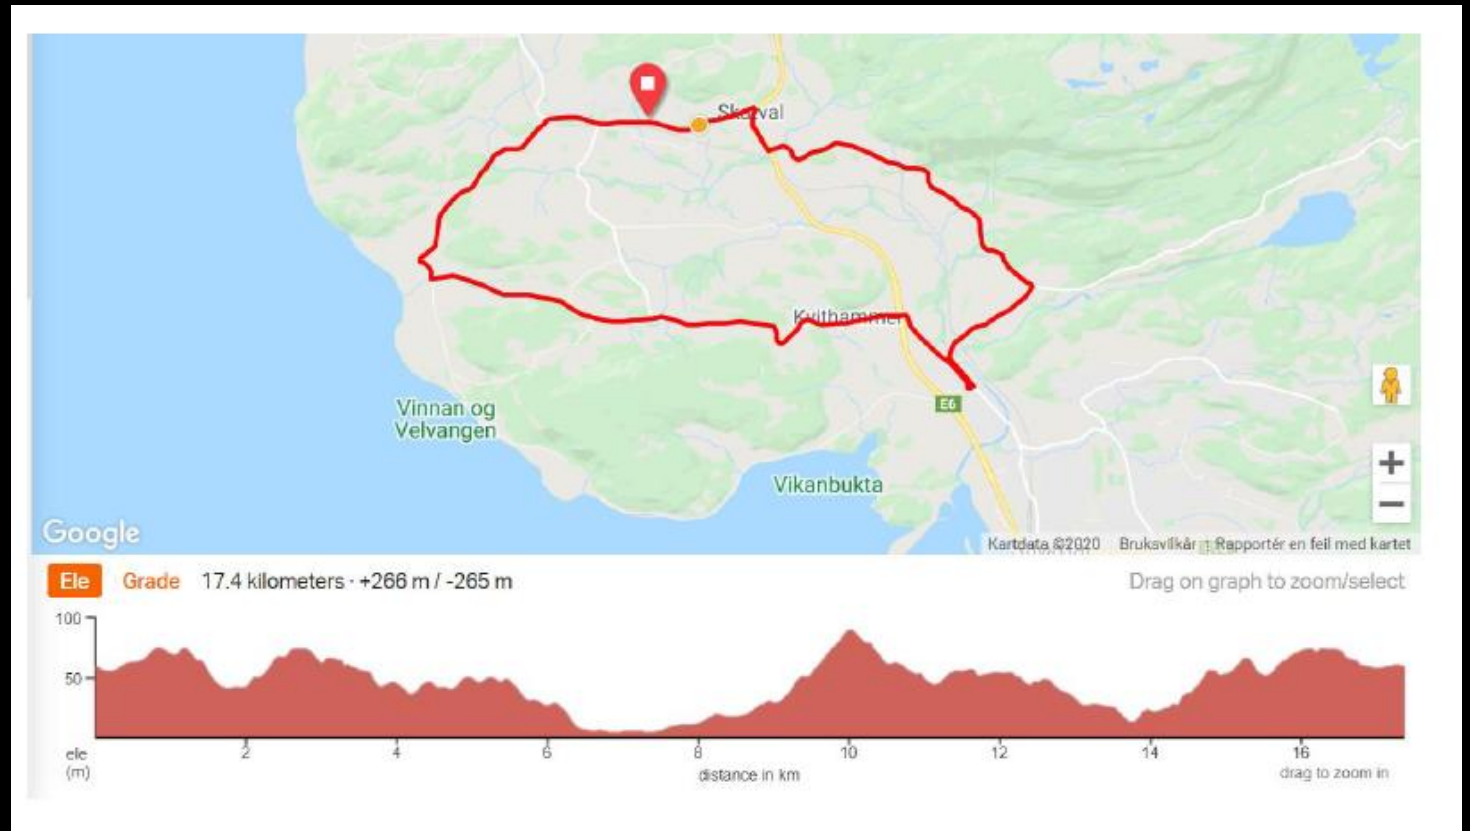 Skatval
Kvithammer
E6
Vinnan og
Velvangen
Vikanbukta
Google
Kartdata ©2020 Bruksvilkår Rapportér en feil med kartet
Ele Grade 17.4 kilometers · +266 m / -265 m Drag on graph to zoom/select
100
50
ele
(m)
2 4 6 8 10 12 14 16
distance in km
drag to zoom in